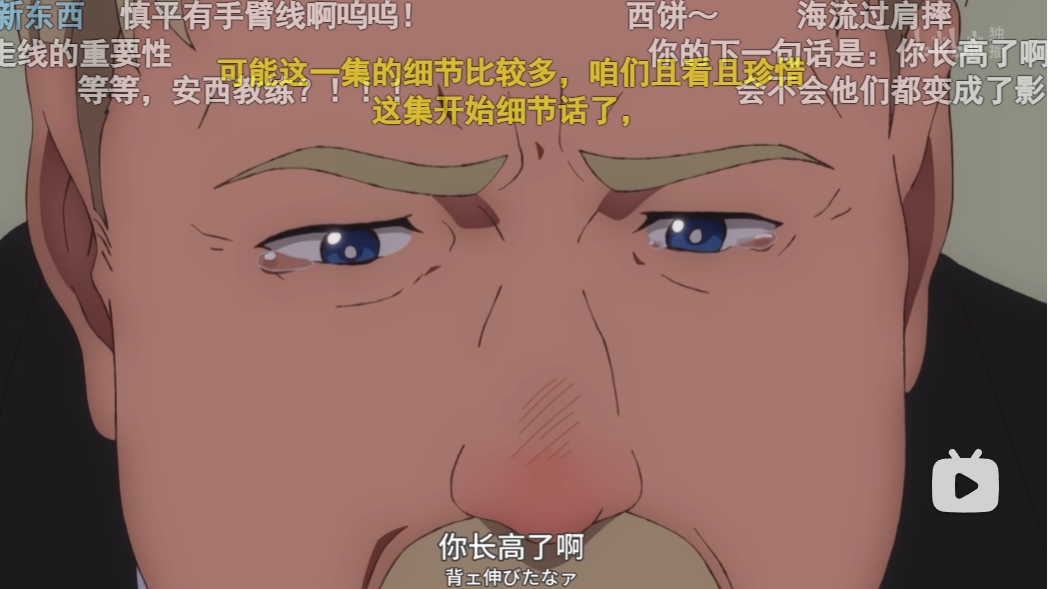 新东西
慎平有手臂线啊呜呜!
西饼～
海流过肩摔
独
播
走线的重要性
你的下一句话是：你长高了啊
可能这一集的细节比较多，咱们且看且珍惜
等等，安西教练？！！！
会不会他们都变成了影
这集开始细节话了，
你长高了啊
背ェ伸びたなァ